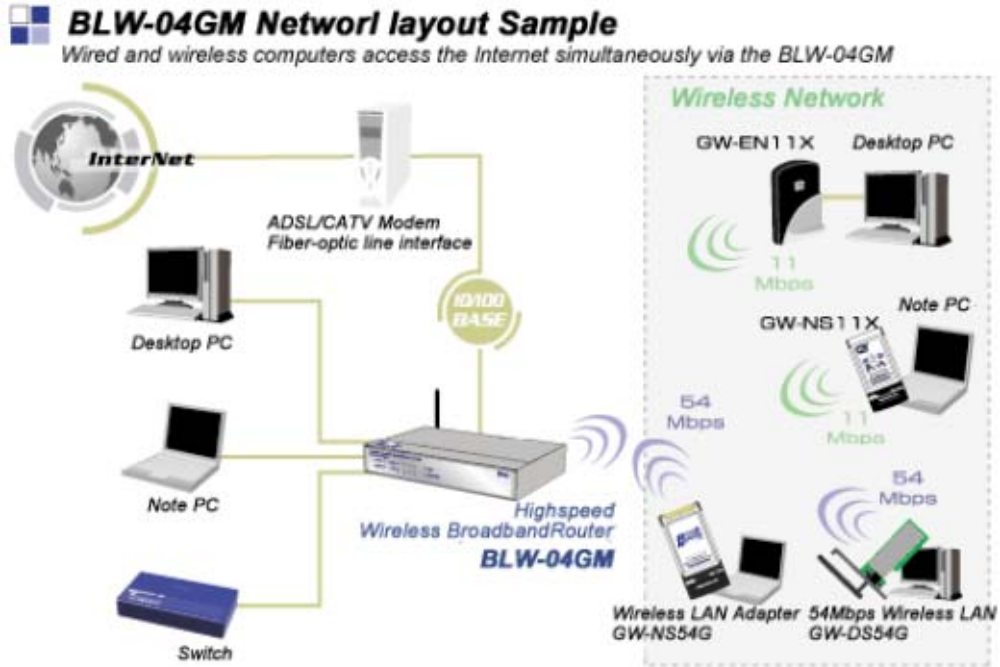 BLW-04GM Networl layout Sample
Wired and wireless computers access the Internet simultaneously via the BLW-04GM
InterNet
ADSL/CATV Modem
Fiber-optic line interface
10/100
BASE
Desktop PC
Note PC
Switch
Highspeed
Wireless BroadbandRouter
BLW-04GM
54
Mbps
Wireless Network
GW-EN11X
Desktop PC
11
Mbps
Note PC
GW-NS11X
11
Mbps
54
Mbps
Wireless LAN Adapter
GW-NS54G
54Mbps Wireless LAN
GW-DS54G